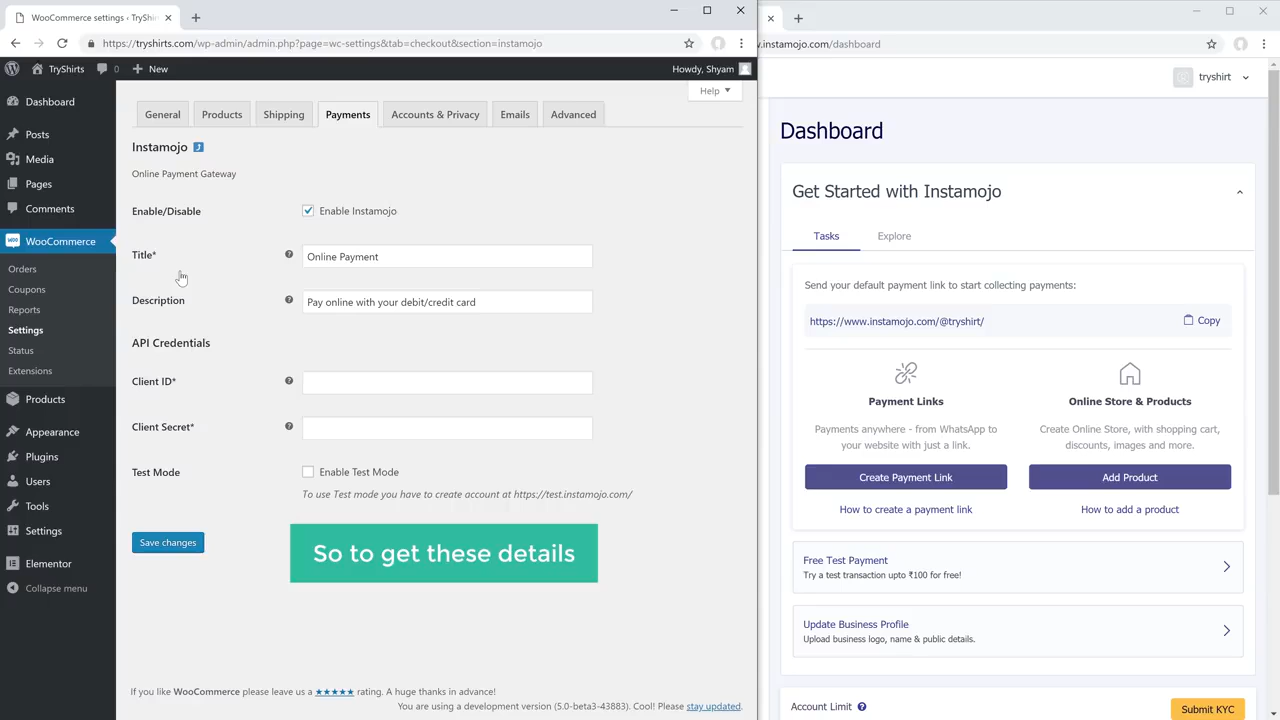 WooCommerce settings ‹ TryShir
https://tryshirts.com/wp-admin/admin.php?page=wc-settings&tab=checkout&section=instamojo
TryShirts
0
New
Howdy, Shyam
Help
Dashboard
Posts
Media
Pages
Comments
WooCommerce
Orders
Coupons
Reports
Settings
Status
Extensions
Products
Appearance
Plugins
Users
Tools
Settings
Elementor
Collapse menu
General
Products
Shipping
Payments
Accounts & Privacy
Emails
Advanced
Instamojo
Online Payment Gateway
Enable/Disable
Enable Instamojo
Title*
Online Payment
Description
Pay online with your debit/credit card
API Credentials
Client ID*
Client Secret*
Test Mode
Enable Test Mode
To use Test mode you have to create account at https://test.instamojo.com/
Save changes
So to get these details
If you like WooCommerce please leave us a ★★★★★ rating. A huge thanks in advance!
You are using a development version (5.0-beta3-43883). Cool! Please stay updated.
w.instamojo.com/dashboard
tryshirt
Dashboard
Get Started with Instamojo
Tasks
Explore
Send your default payment link to start collecting payments:
https://www.instamojo.com/@tryshirt/
Copy
Payment Links
Payments anywhere - from WhatsApp to
your website with just a link.
Create Payment Link
How to create a payment link
Online Store & Products
Create Online Store, with shopping cart,
discounts, images and more.
Add Product
How to add a product
Free Test Payment
Try a test transaction upto ₹100 for free!
Update Business Profile
Upload business logo, name & public details.
Account Limit
Submit KYC